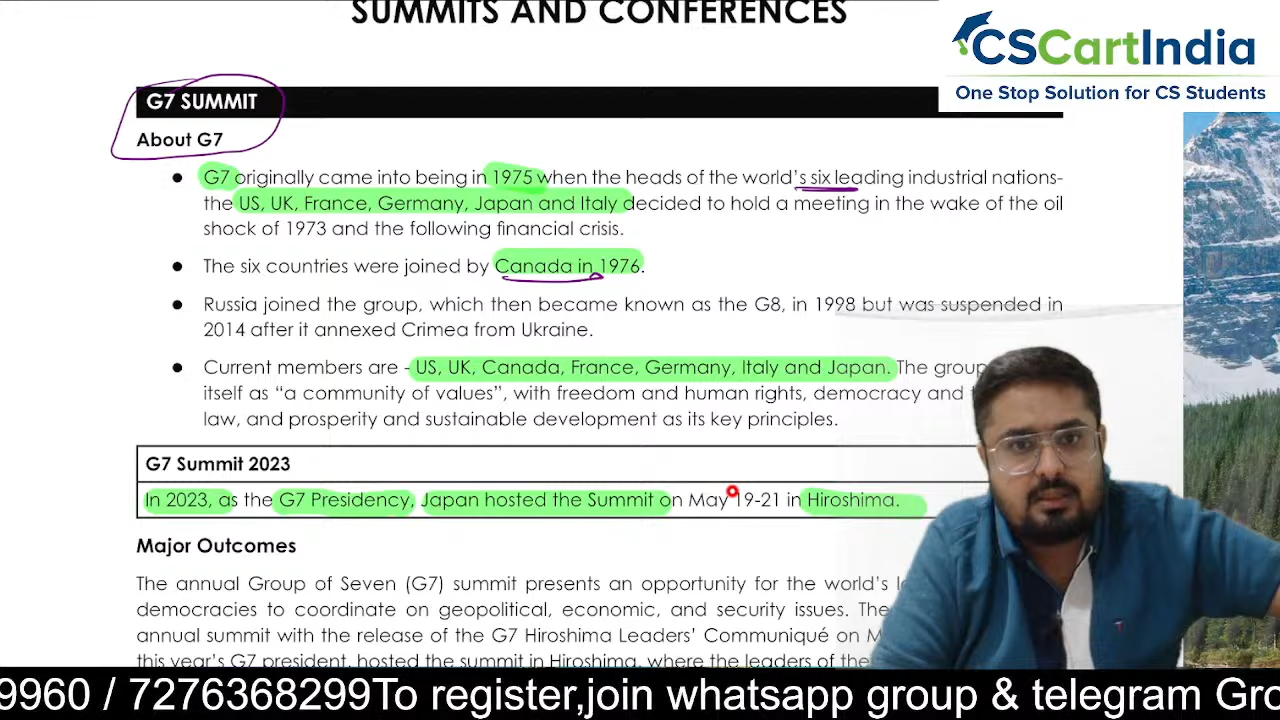 SUMMITS AND CONFERENCES
CSCartIndia
One Stop Solution for CS Students
G7 SUMMIT
About G7
● G7 originally came into being in 1975 when the heads of the world's six leading industrial nations-
the US, UK, France, Germany, Japan and Italy decided to hold a meeting in the wake of the oil
shock of 1973 and the following financial crisis.
● The six countries were joined by Canada in 1976.
● Russia joined the group, which then became known as the G8, in 1998 but was suspended in
2014 after it annexed Crimea from Ukraine.
● Current members are - US, UK, Canada, France, Germany, Italy and Japan. The group
itself as "a community of values", with freedom and human rights, democracy and
law, and prosperity and sustainable development as its key principles.
G7 Summit 2023
In 2023, as the G7 Presidency, Japan hosted the Summit on May 19-21 in Hiroshima.
Major Outcomes
The annual Group of Seven (G7) summit presents an opportunity for the world's
democracies to coordinate on geopolitical, economic, and security issues. The
annual summit with the release of the G7 Hiroshima Leaders' Communiqué on
this year's G7 president, hosted the summit in Hiroshima, where the leaders of the
9960 / 7276368299To register,join whatsapp group & telegram Gro